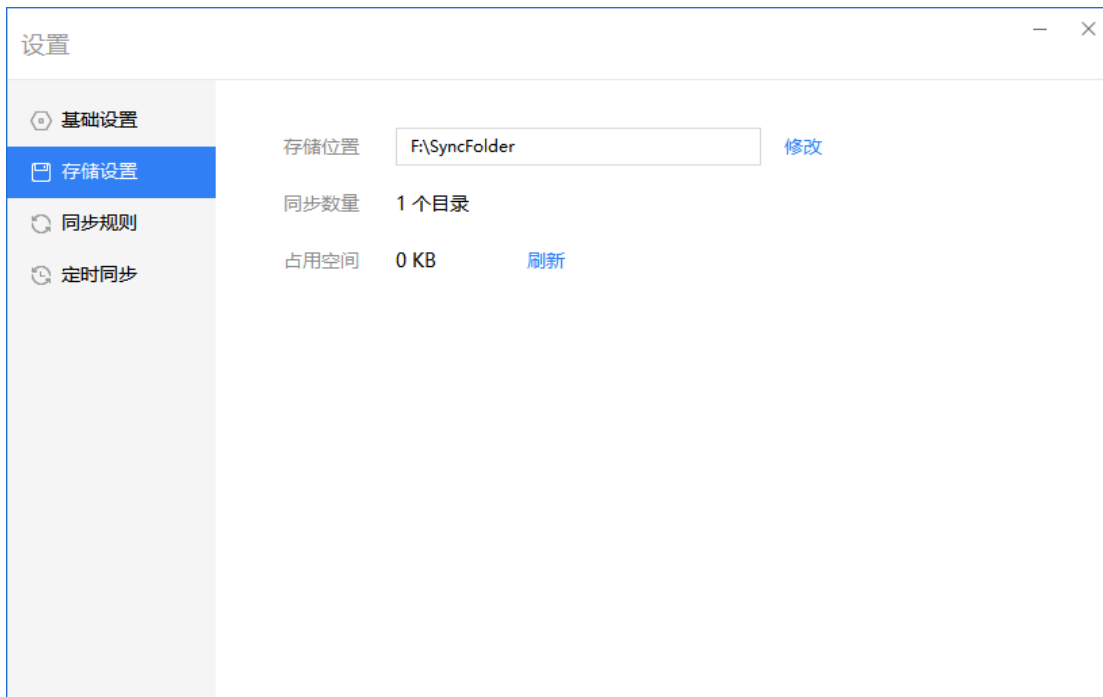 设置
基础设置
存储设置
同步规则
定时同步
存储位置 F:\SyncFolder 修改
同步数量 1 个目录
占用空间 0 KB 刷新